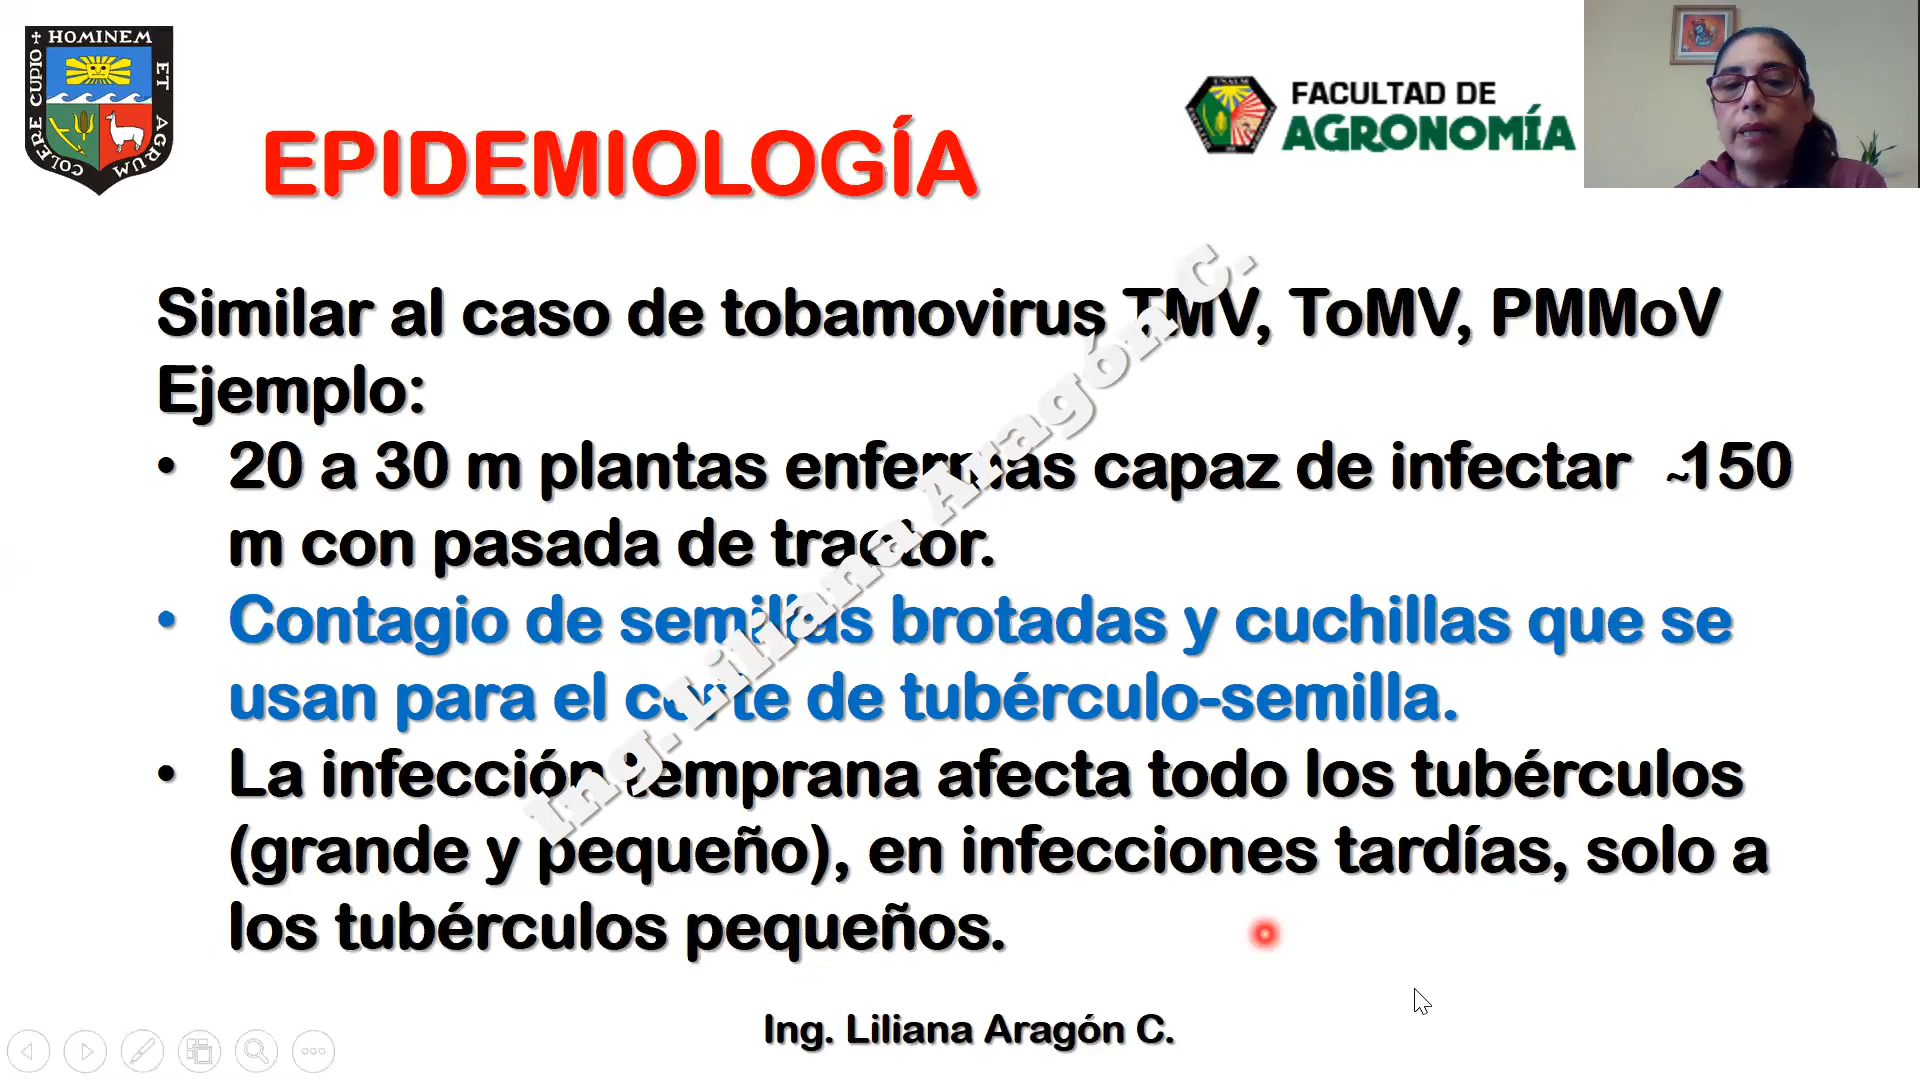 HOMINEM
COLERE CUPIO
ET
AGRUM
FACULTAD DE
AGRONOMÍA
EPIDEMIOLOGÍA
Similar al caso de tobamovirus TMV, ToMV, PMMoV
Ejemplo:
• 20 a 30 m plantas enfermas capaz de infectar ~150
m con pasada de tractor.
• Contagio de semillas brotadas y cuchillas que se
usan para el corte de tubérculo-semilla.
• La infección temprana afecta todo los tubérculos
(grande y pequeño), en infecciones tardías, solo a
los tubérculos pequeños.
Ing. Liliana Aragón C.
Ing. Liliana Aragón C.